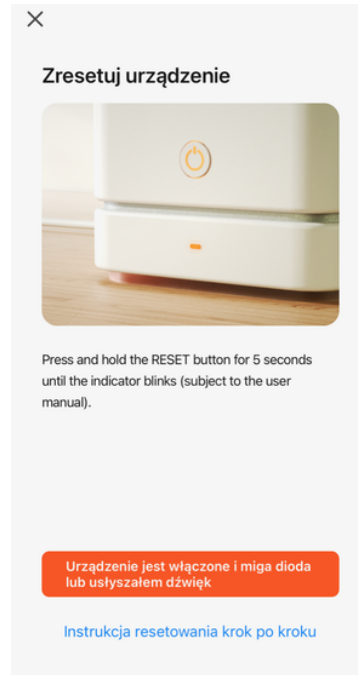 Zresetuj urządzenie
Press and hold the RESET button for 5 seconds
until the indicator blinks (subject to the user
manual).
Urządzenie jest włączone i miga dioda
lub usłyszałem dźwięk
Instrukcja resetowania krok po kroku